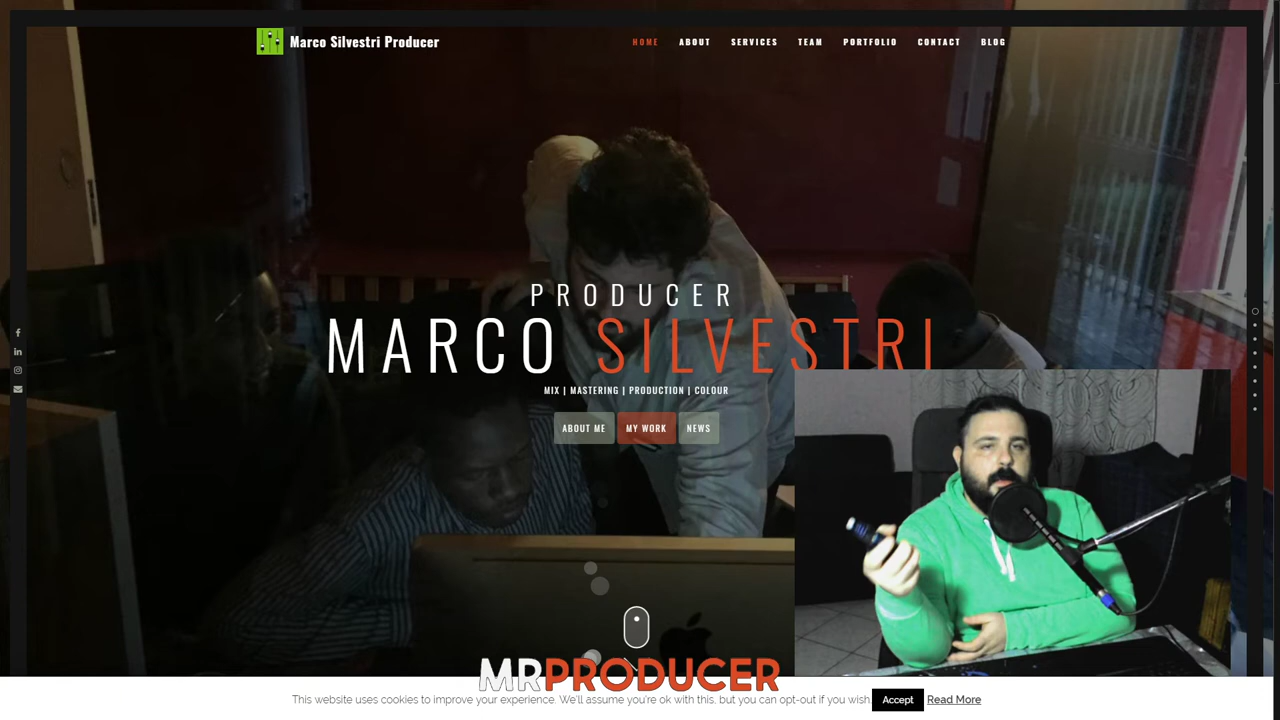 Marco Silvestri Producer
HOME ABOUT SERVICES TEAM PORTFOLIO CONTACT BLOG
PRODUCER
MARCO SILVESTRI
MIX | MASTERING | PRODUCTION | COLOUR
ABOUT ME MY WORK NEWS
MRPRODUCER
This website uses cookies to improve your experience. We'll assume you're ok with this, but you can opt-out if you wish. Accept Read More